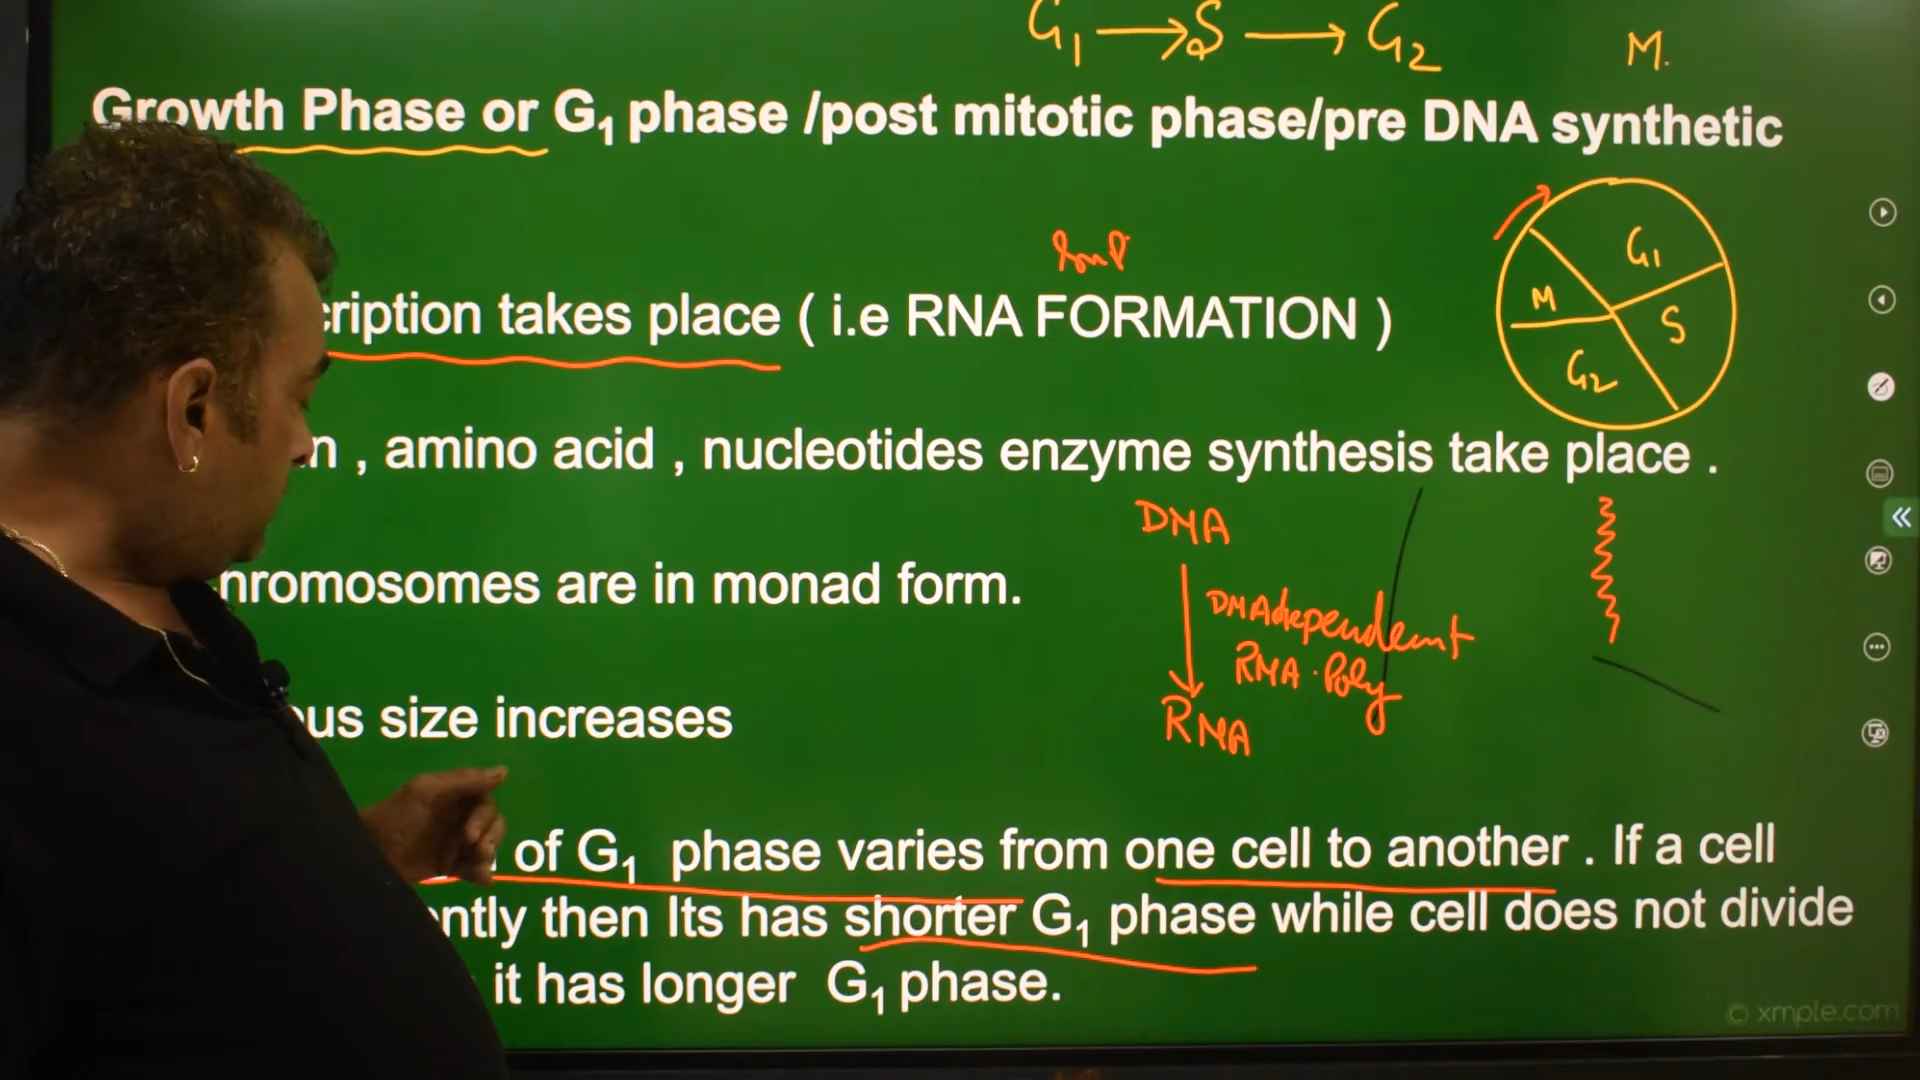 G1 → S → G2 M.
Growth Phase or G1 phase /post mitotic phase/pre DNA synthetic
Imp.
cription takes place ( i.e RNA FORMATION )
G1
M
S
G2
n , amino acid , nucleotides enzyme synthesis take place .
DNA
hromosomes are in monad form.
DNA dependent
RNA. Poly
RNA
ous size increases
of G1 phase varies from one cell to another . If a cell
ntly then Its has shorter G1 phase while cell does not divide
it has longer G1 phase.
© xmple.com